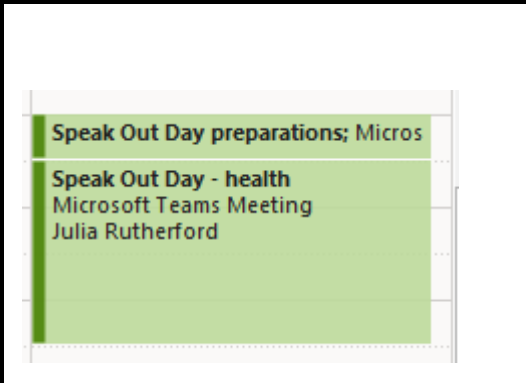 Speak Out Day preparations; Micros
Speak Out Day - health
Microsoft Teams Meeting
Julia Rutherford